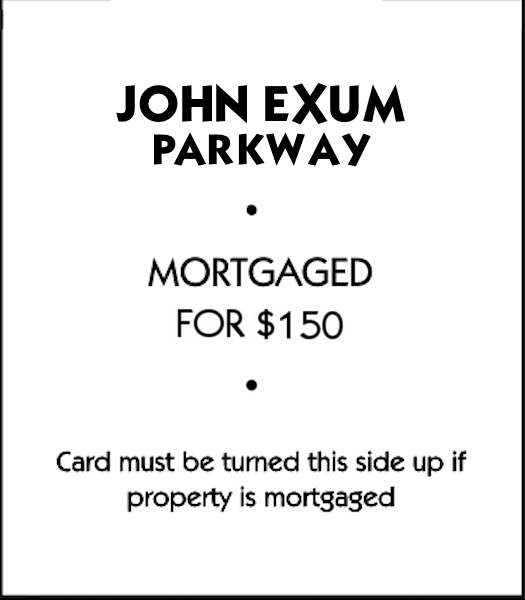 JOHN EXUM
PARKWAY
•
MORTGAGED
FOR $150
•
Card must be turned this side up if
property is mortgaged